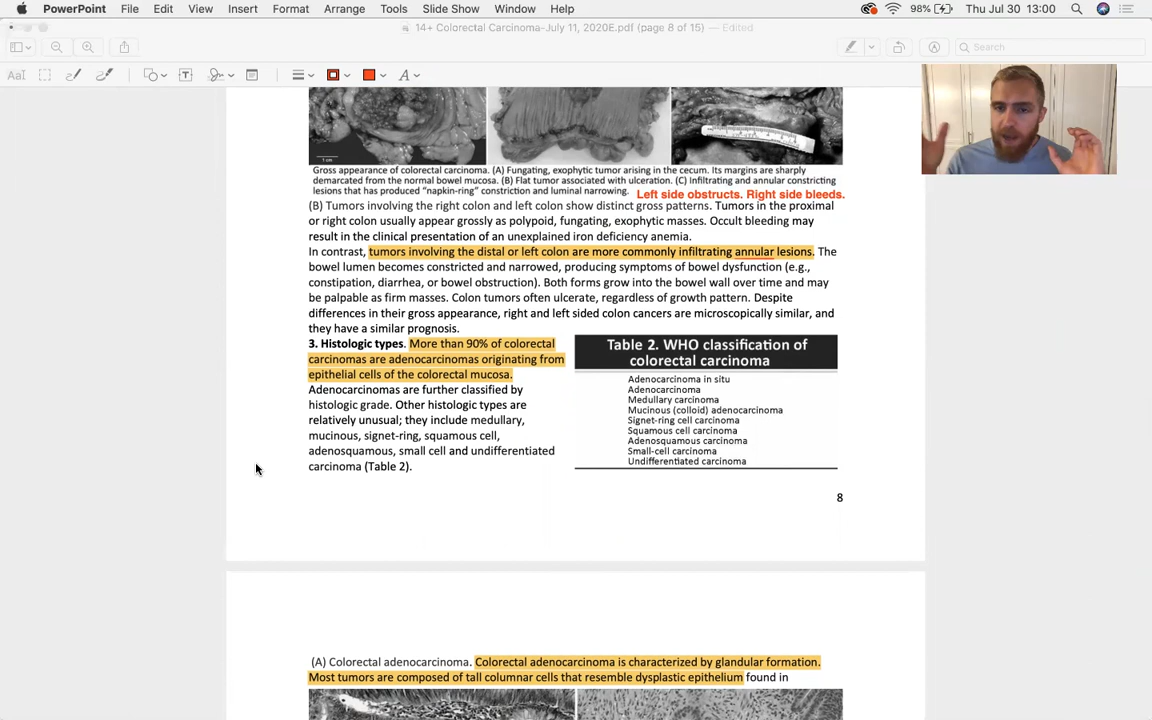 PowerPoint File Edit View Insert Format Arrange Tools Slide Show Window Help 98% Thu Jul 30 13:00
14+ Colorectal Carcinoma-July 11, 2020E.pdf (page 8 of 15) — Edited
Search
AaI T A
1 cm
Gross appearance of colorectal carcinoma. (A) Fungating, exophytic tumor arising in the cecum. Its margins are sharply
demarcated from the normal bowel mucosa. (B) Flat tumor associated with ulceration. (C) Infiltrating and annular constricting
lesions that has produced "napkin-ring" constriction and luminal narrowing.
Left side obstructs. Right side bleeds.
(B) Tumors involving the right colon and left colon show distinct gross patterns. Tumors in the proximal
or right colon usually appear grossly as polypoid, fungating, exophytic masses. Occult bleeding may
result in the clinical presentation of an unexplained iron deficiency anemia.
In contrast, tumors involving the distal or left colon are more commonly infiltrating annular lesions. The
bowel lumen becomes constricted and narrowed, producing symptoms of bowel dysfunction (e.g.,
constipation, diarrhea, or bowel obstruction). Both forms grow into the bowel wall over time and may
be palpable as firm masses. Colon tumors often ulcerate, regardless of growth pattern. Despite
differences in their gross appearance, right and left sided colon cancers are microscopically similar, and
they have a similar prognosis.
3. Histologic types. More than 90% of colorectal
carcinomas are adenocarcinomas originating from
epithelial cells of the colorectal mucosa.
Adenocarcinomas are further classified by
histologic grade. Other histologic types are
relatively unusual; they include medullary,
mucinous, signet-ring, squamous cell,
adenosquamous, small cell and undifferentiated
carcinoma (Table 2).
Table 2. WHO classification of
colorectal carcinoma
Adenocarcinoma in situ
Adenocarcinoma
Medullary carcinoma
Mucinous (colloid) adenocarcinoma
Signet-ring cell carcinoma
Squamous cell carcinoma
Adenosquamous carcinoma
Small-cell carcinoma
Undifferentiated carcinoma
8
(A) Colorectal adenocarcinoma. Colorectal adenocarcinoma is characterized by glandular formation.
Most tumors are composed of tall columnar cells that resemble dysplastic epithelium found in